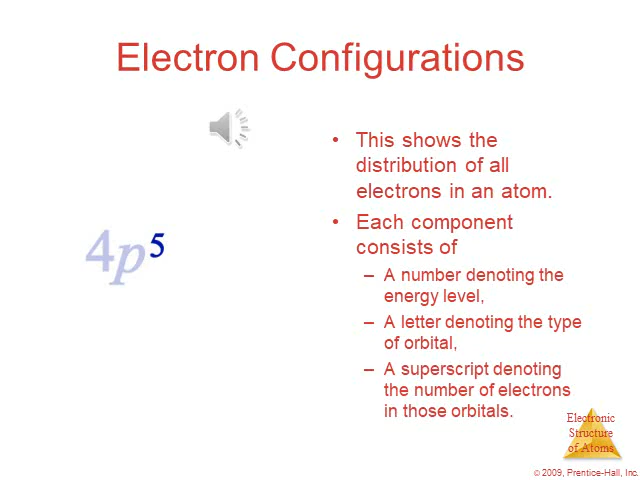 Electron Configurations
4p⁵
• This shows the
distribution of all
electrons in an atom.
• Each component
consists of
– A number denoting the
energy level,
– A letter denoting the type
of orbital,
– A superscript denoting
the number of electrons
in those orbitals.
Electronic
Structure
of Atoms
© 2009, Prentice-Hall, Inc.